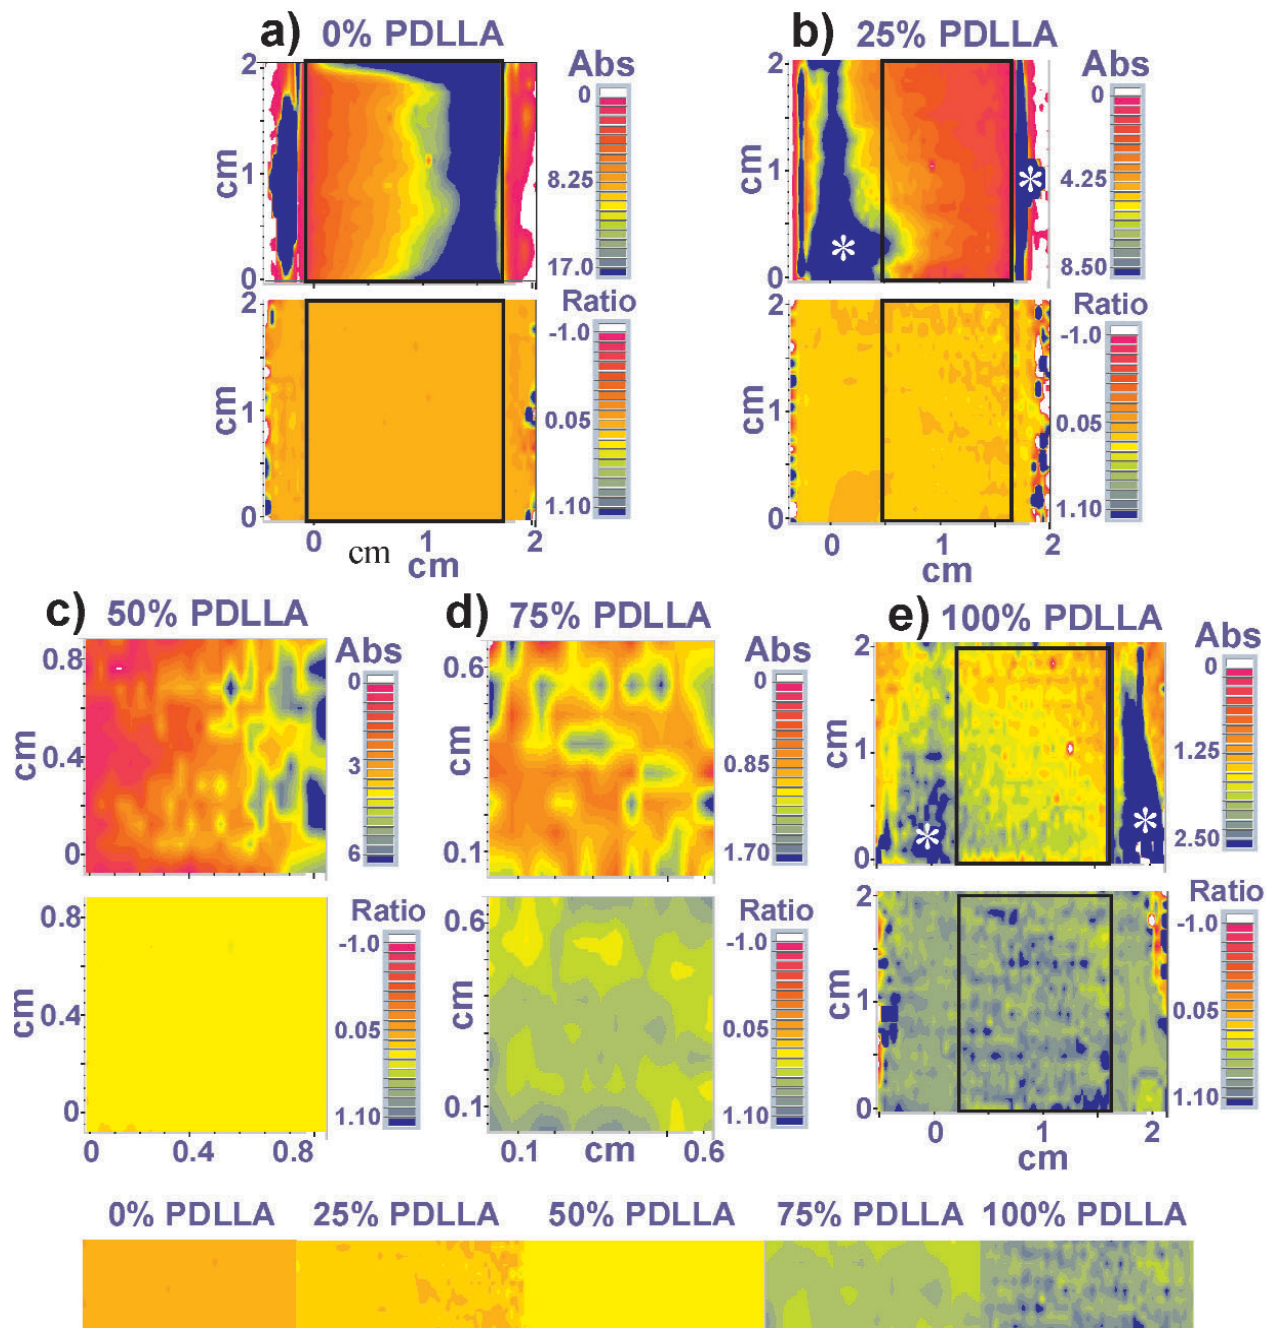 a) 0% PDLLA
b) 25% PDLLA
2
cm
1
0
Abs
0
8.25
17.0
2
cm
1
0
*
*
Abs
0
4.25
8.50
2
cm
1
0
0
cm
1
2
cm
Ratio
-1.0
0.05
1.10
2
cm
1
0
0
1
2
cm
Ratio
-1.0
0.05
1.10
c) 50% PDLLA
d) 75% PDLLA
e) 100% PDLLA
0.8
cm
0.4
0
Abs
0
3
6
0.6
cm
0.1
Abs
0
0.85
1.70
2
cm
1
0
*
*
Abs
0
1.25
2.50
0.8
cm
0.4
0
0
0.4
0.8
Ratio
-1.0
0.05
1.10
0.6
cm
0.1
0.1
cm
0.6
Ratio
-1.0
0.05
1.10
2
cm
1
0
0
1
2
cm
Ratio
-1.0
0.05
1.10
0% PDLLA 25% PDLLA 50% PDLLA 75% PDLLA 100% PDLLA